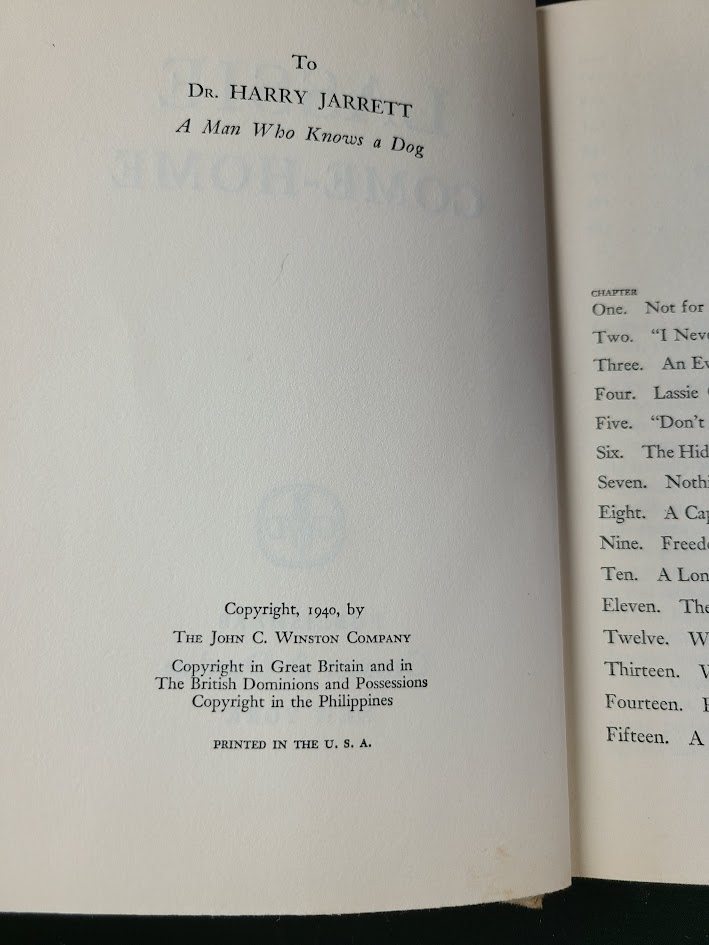 To
Dr. HARRY JARRETT
A Man Who Knows a Dog
Copyright, 1940, by
The John C. Winston Company
Copyright in Great Britain and in
The British Dominions and Possessions
Copyright in the Philippines
PRINTED IN THE U. S. A.
CHAPTER
One. Not for
Two. "I Nev
Three. An Ev
Four. Lassie
Five. "Don't
Six. The Hid
Seven. Noth
Eight. A Cap
Nine. Freed
Ten. A Lon
Eleven. The
Twelve. W
Thirteen.
Fourteen.
Fifteen. A